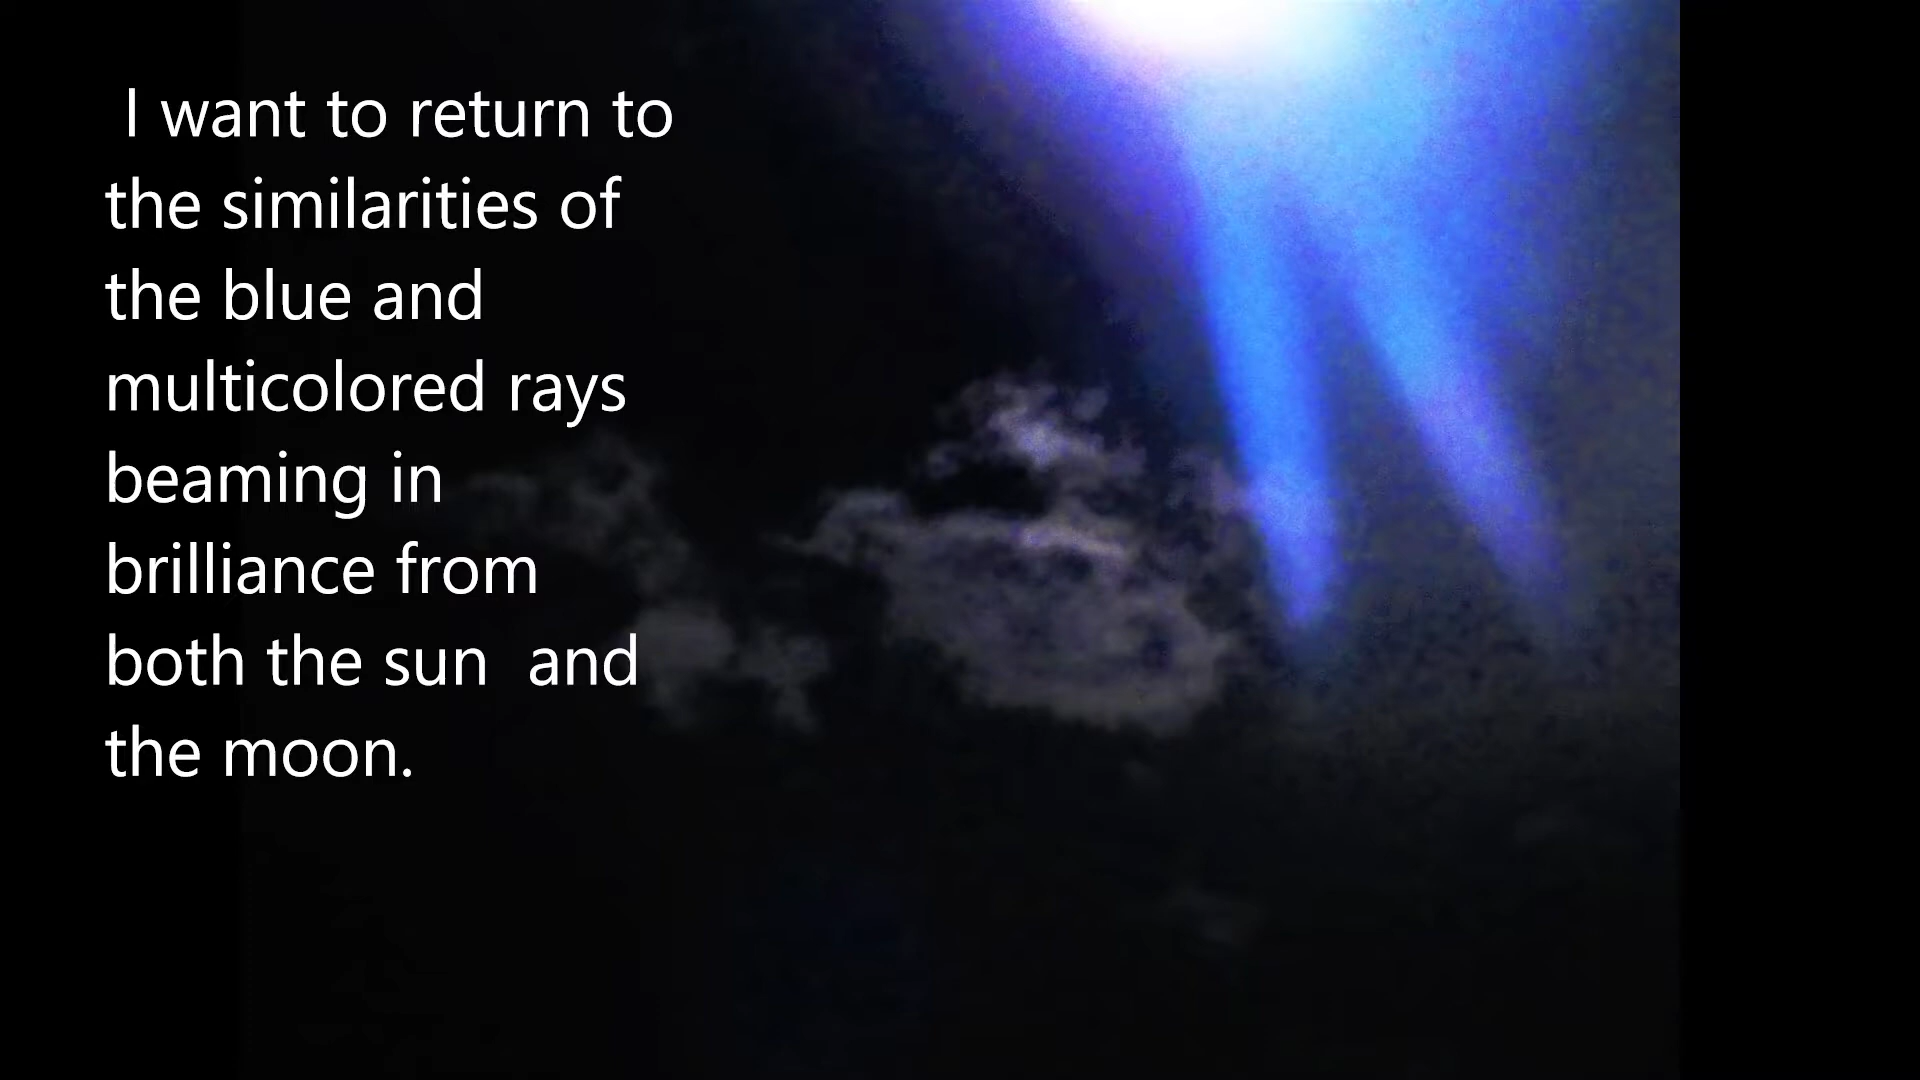 I want to return to
the similarities of
the blue and
multicolored rays
beaming in
brilliance from
both the sun  and
the moon.